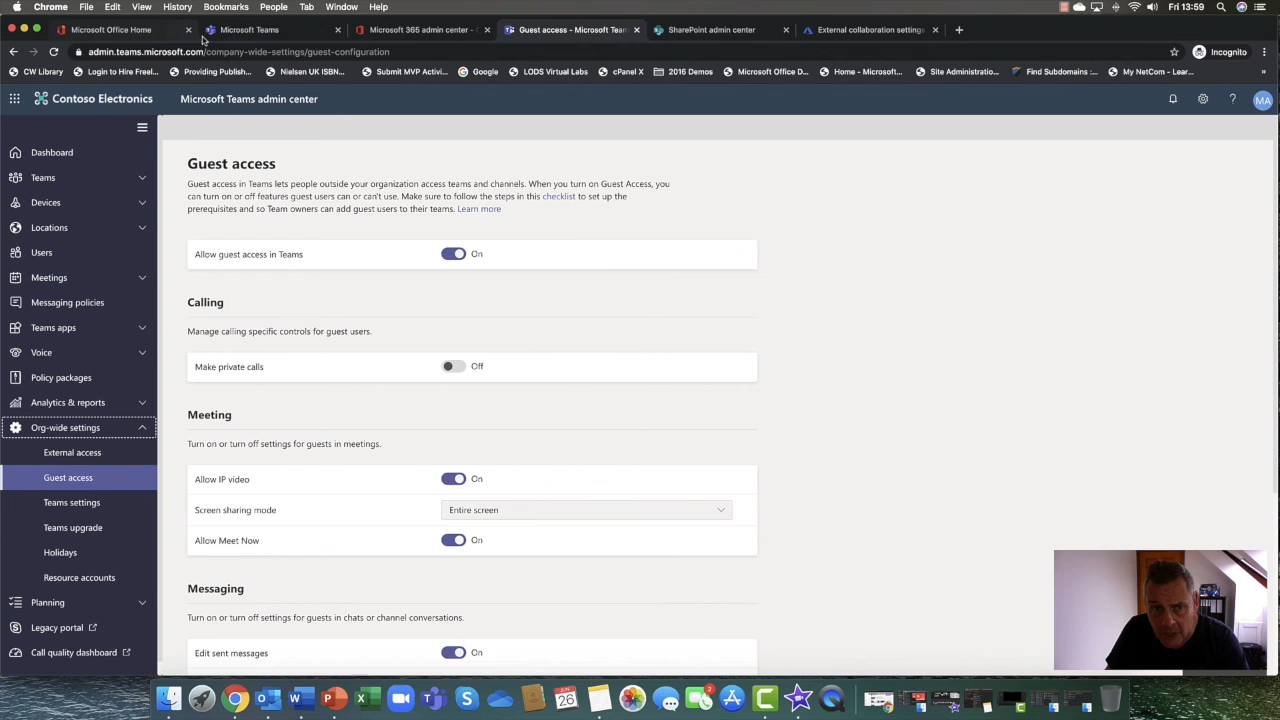 Chrome File Edit View History Bookmarks People Tab Window Help
100% Fri 26 Jun 13:59
Microsoft Office Home
Microsoft Teams
Microsoft 365 admin center -
Guest access - Microsoft Tea
SharePoint admin center
External collaboration settings
admin.teams.microsoft.com/company-wide-settings/guest-configuration
Incognito
CW Library
Login to Hire Freel...
Providing Publish...
Nielsen UK ISBN...
Submit MVP Activi...
Google
LODS Virtual Labs
cPanel X
2016 Demos
Microsoft Office D...
Home - Microsoft...
Site Administratio...
Find Subdomains :...
My NetCom - Lear...
»
Contoso Electronics
Microsoft Teams admin center
MA
Dashboard
Teams
Devices
Locations
Users
Meetings
Messaging policies
Teams apps
Voice
Policy packages
Analytics & reports
Org-wide settings
External access
Guest access
Teams settings
Teams upgrade
Holidays
Resource accounts
Planning
Legacy portal
Call quality dashboard
Guest access
Guest access in Teams lets people outside your organization access teams and channels. When you turn on Guest Access, you
can turn on or off features guest users can or can't use. Make sure to follow the steps in this checklist to set up the
prerequisites and so Team owners can add guest users to their teams. Learn more
Allow guest access in Teams On
Calling
Manage calling specific controls for guest users.
Make private calls Off
Meeting
Turn on or turn off settings for guests in meetings.
Allow IP video On
Screen sharing mode Entire screen
Allow Meet Now On
Messaging
Turn on or turn off settings for guests in chats or channel conversations.
Edit sent messages On
JUN
26
2